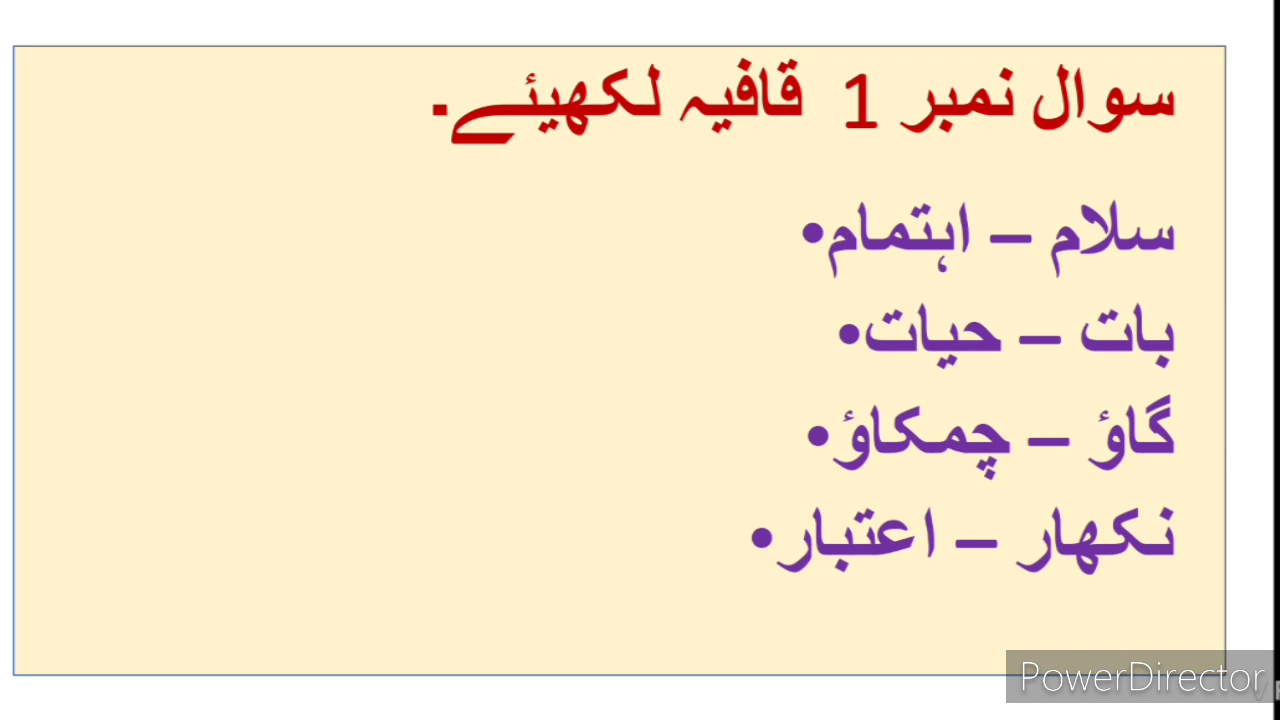 سوال نمبر 1 قافیہ لکھیئے۔
سلام – اہتمام•
بات – حیات•
گاؤ – چمکاؤ•
نکھار – اعتبار•
PowerDirector